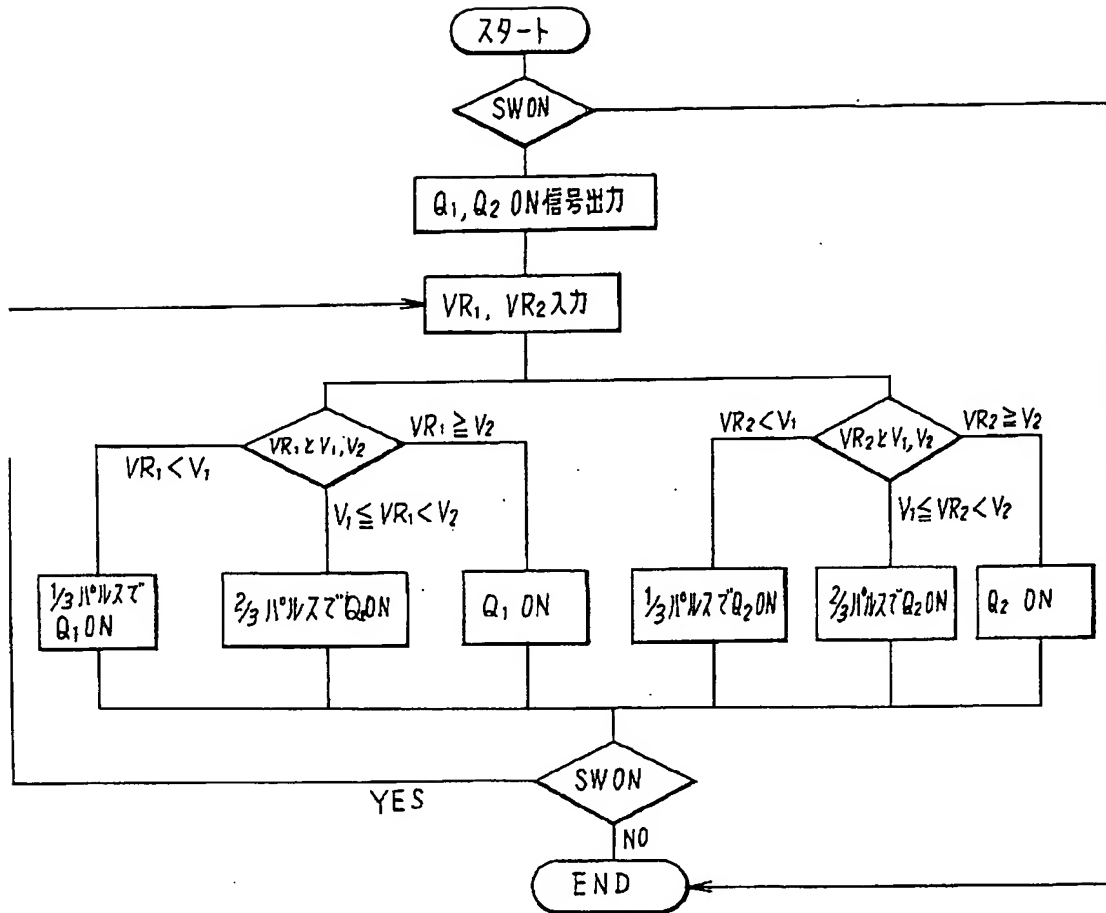 スタート
SWON
Q1, Q2 ON信号出力
VR1, VR2入力
VR1とV1,V2
VR1≧V2
VR1<V1
V1≦VR1<V2
VR2<V1
VR2とV1,V2
VR2≧V2
V1≦VR2<V2
1/3パルスで
Q1 ON
2/3パルスでQ1ON
Q1 ON
1/3パルスでQ2ON
2/3パルスでQ2ON
Q2 ON
SWON
YES
NO
END